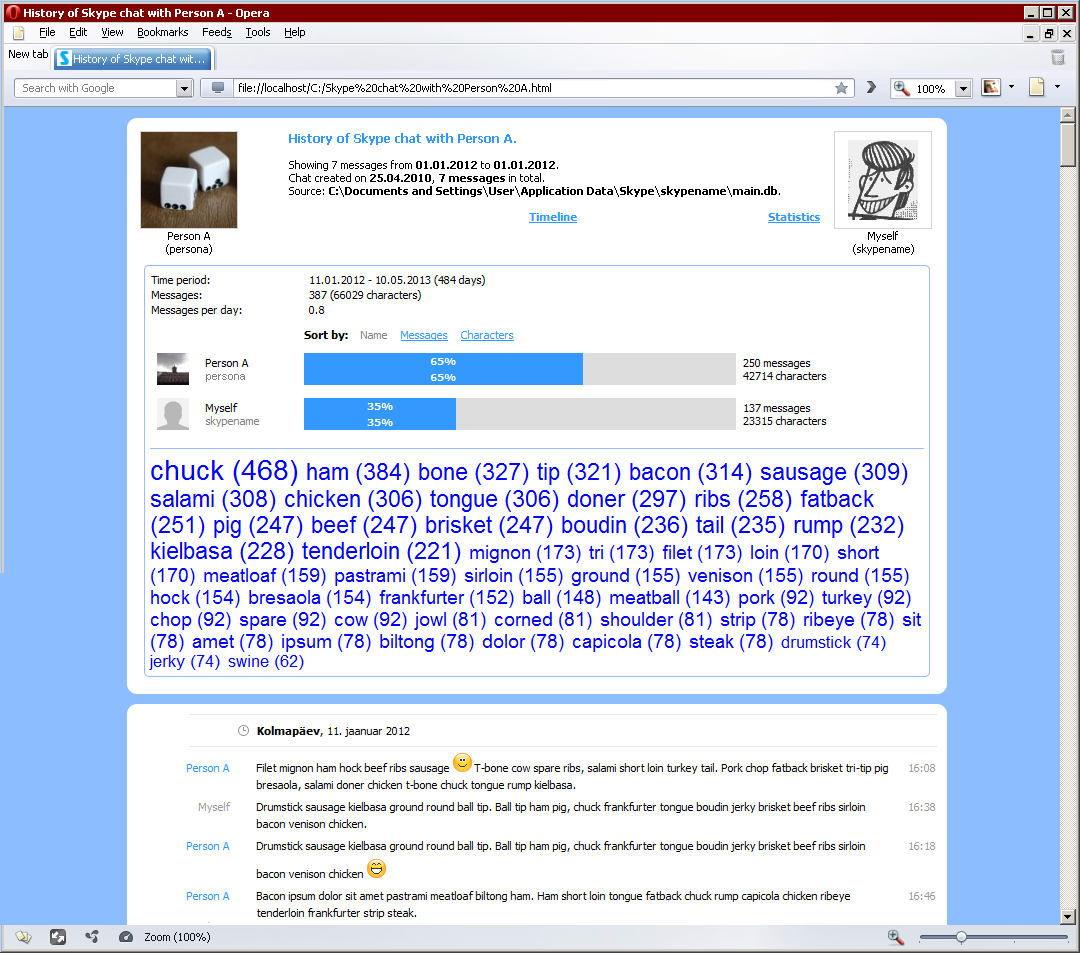 History of Skype chat with Person A - Opera
File Edit View Bookmarks Feeds Tools Help
New tab
History of Skype chat wit...
Search with Google
file://localhost/C:/Skype%20chat%20with%20Person%20A.html
100%
History of Skype chat with Person A.
Showing 7 messages from 01.01.2012 to 01.01.2012.
Chat created on 25.04.2010, 7 messages in total.
Source: C:\Documents and Settings\User\Application Data\Skype\skypename\main.db.
Timeline Statistics
Person A
(persona)
Myself
(skypename)
Time period: 11.01.2012 - 10.05.2013 (484 days)
Messages: 387 (66029 characters)
Messages per day: 0.8
Sort by: Name Messages Characters
Person A
persona
65%
65%
250 messages
42714 characters
Myself
skypename
35%
35%
137 messages
23315 characters
chuck (468) ham (384) bone (327) tip (321) bacon (314) sausage (309)
salami (308) chicken (306) tongue (306) doner (297) ribs (258) fatback
(251) pig (247) beef (247) brisket (247) boudin (236) tail (235) rump (232)
kielbasa (228) tenderloin (221) mignon (173) tri (173) filet (173) loin (170) short
(170) meatloaf (159) pastrami (159) sirloin (155) ground (155) venison (155) round (155)
hock (154) bresaola (154) frankfurter (152) ball (148) meatball (143) pork (92) turkey (92)
chop (92) spare (92) cow (92) jowl (81) corned (81) shoulder (81) strip (78) ribeye (78) sit
(78) amet (78) ipsum (78) biltong (78) dolor (78) capicola (78) steak (78) drumstick (74)
jerky (74) swine (62)
Kolmapäev, 11. jaanuar 2012
Person A Filet mignon ham hock beef ribs sausage T-bone cow spare ribs, salami short loin turkey tail. Pork chop fatback brisket tri-tip pig 16:08
bresaola, salami doner chicken t-bone chuck tongue rump kielbasa.
Myself Drumstick sausage kielbasa ground round ball tip. Ball tip ham pig, chuck frankfurter tongue boudin jerky brisket beef ribs sirloin 16:38
bacon venison chicken.
Person A Drumstick sausage kielbasa ground round ball tip. Ball tip ham pig, chuck frankfurter tongue boudin jerky brisket beef ribs sirloin 16:18
bacon venison chicken
Person A Bacon ipsum dolor sit amet pastrami meatloaf biltong ham. Ham short loin tongue fatback chuck rump capicola chicken ribeye 16:46
tenderloin frankfurter strip steak.
Zoom (100%)